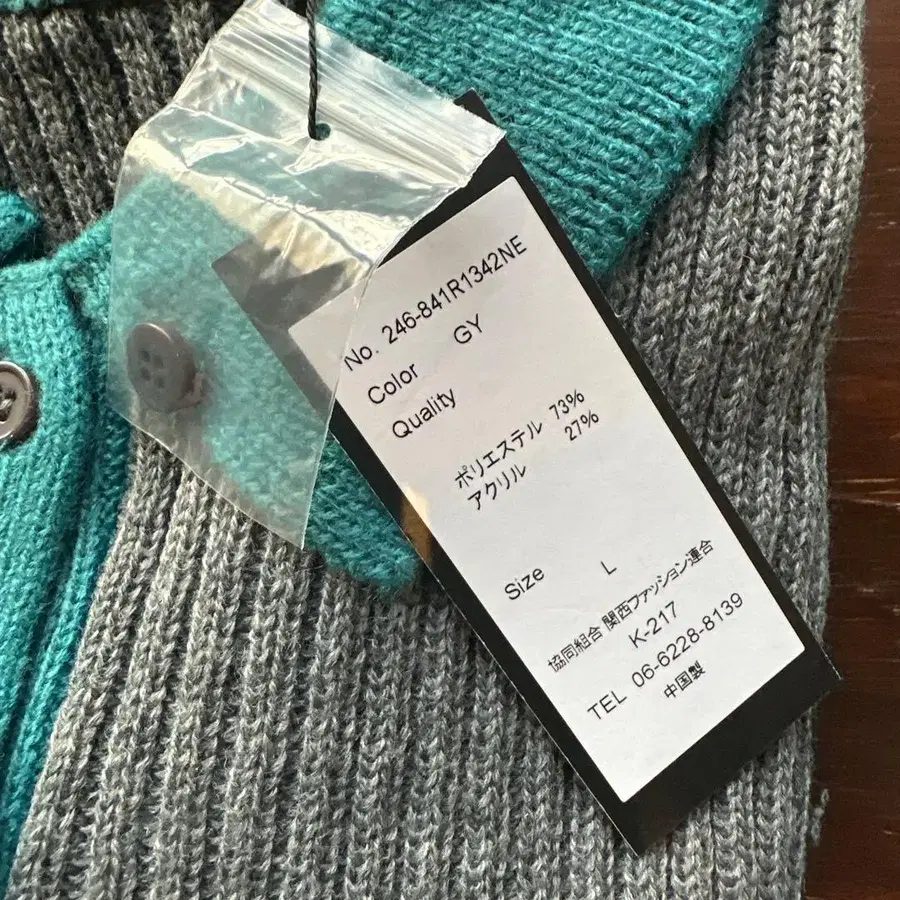 No. 246-841R1342NE
Color GY
Quality
ポリエステル 73%
アクリル 27%
Size L
協同組合 関西ファッション連合
K-217
TEL 06-6228-8139
中国製